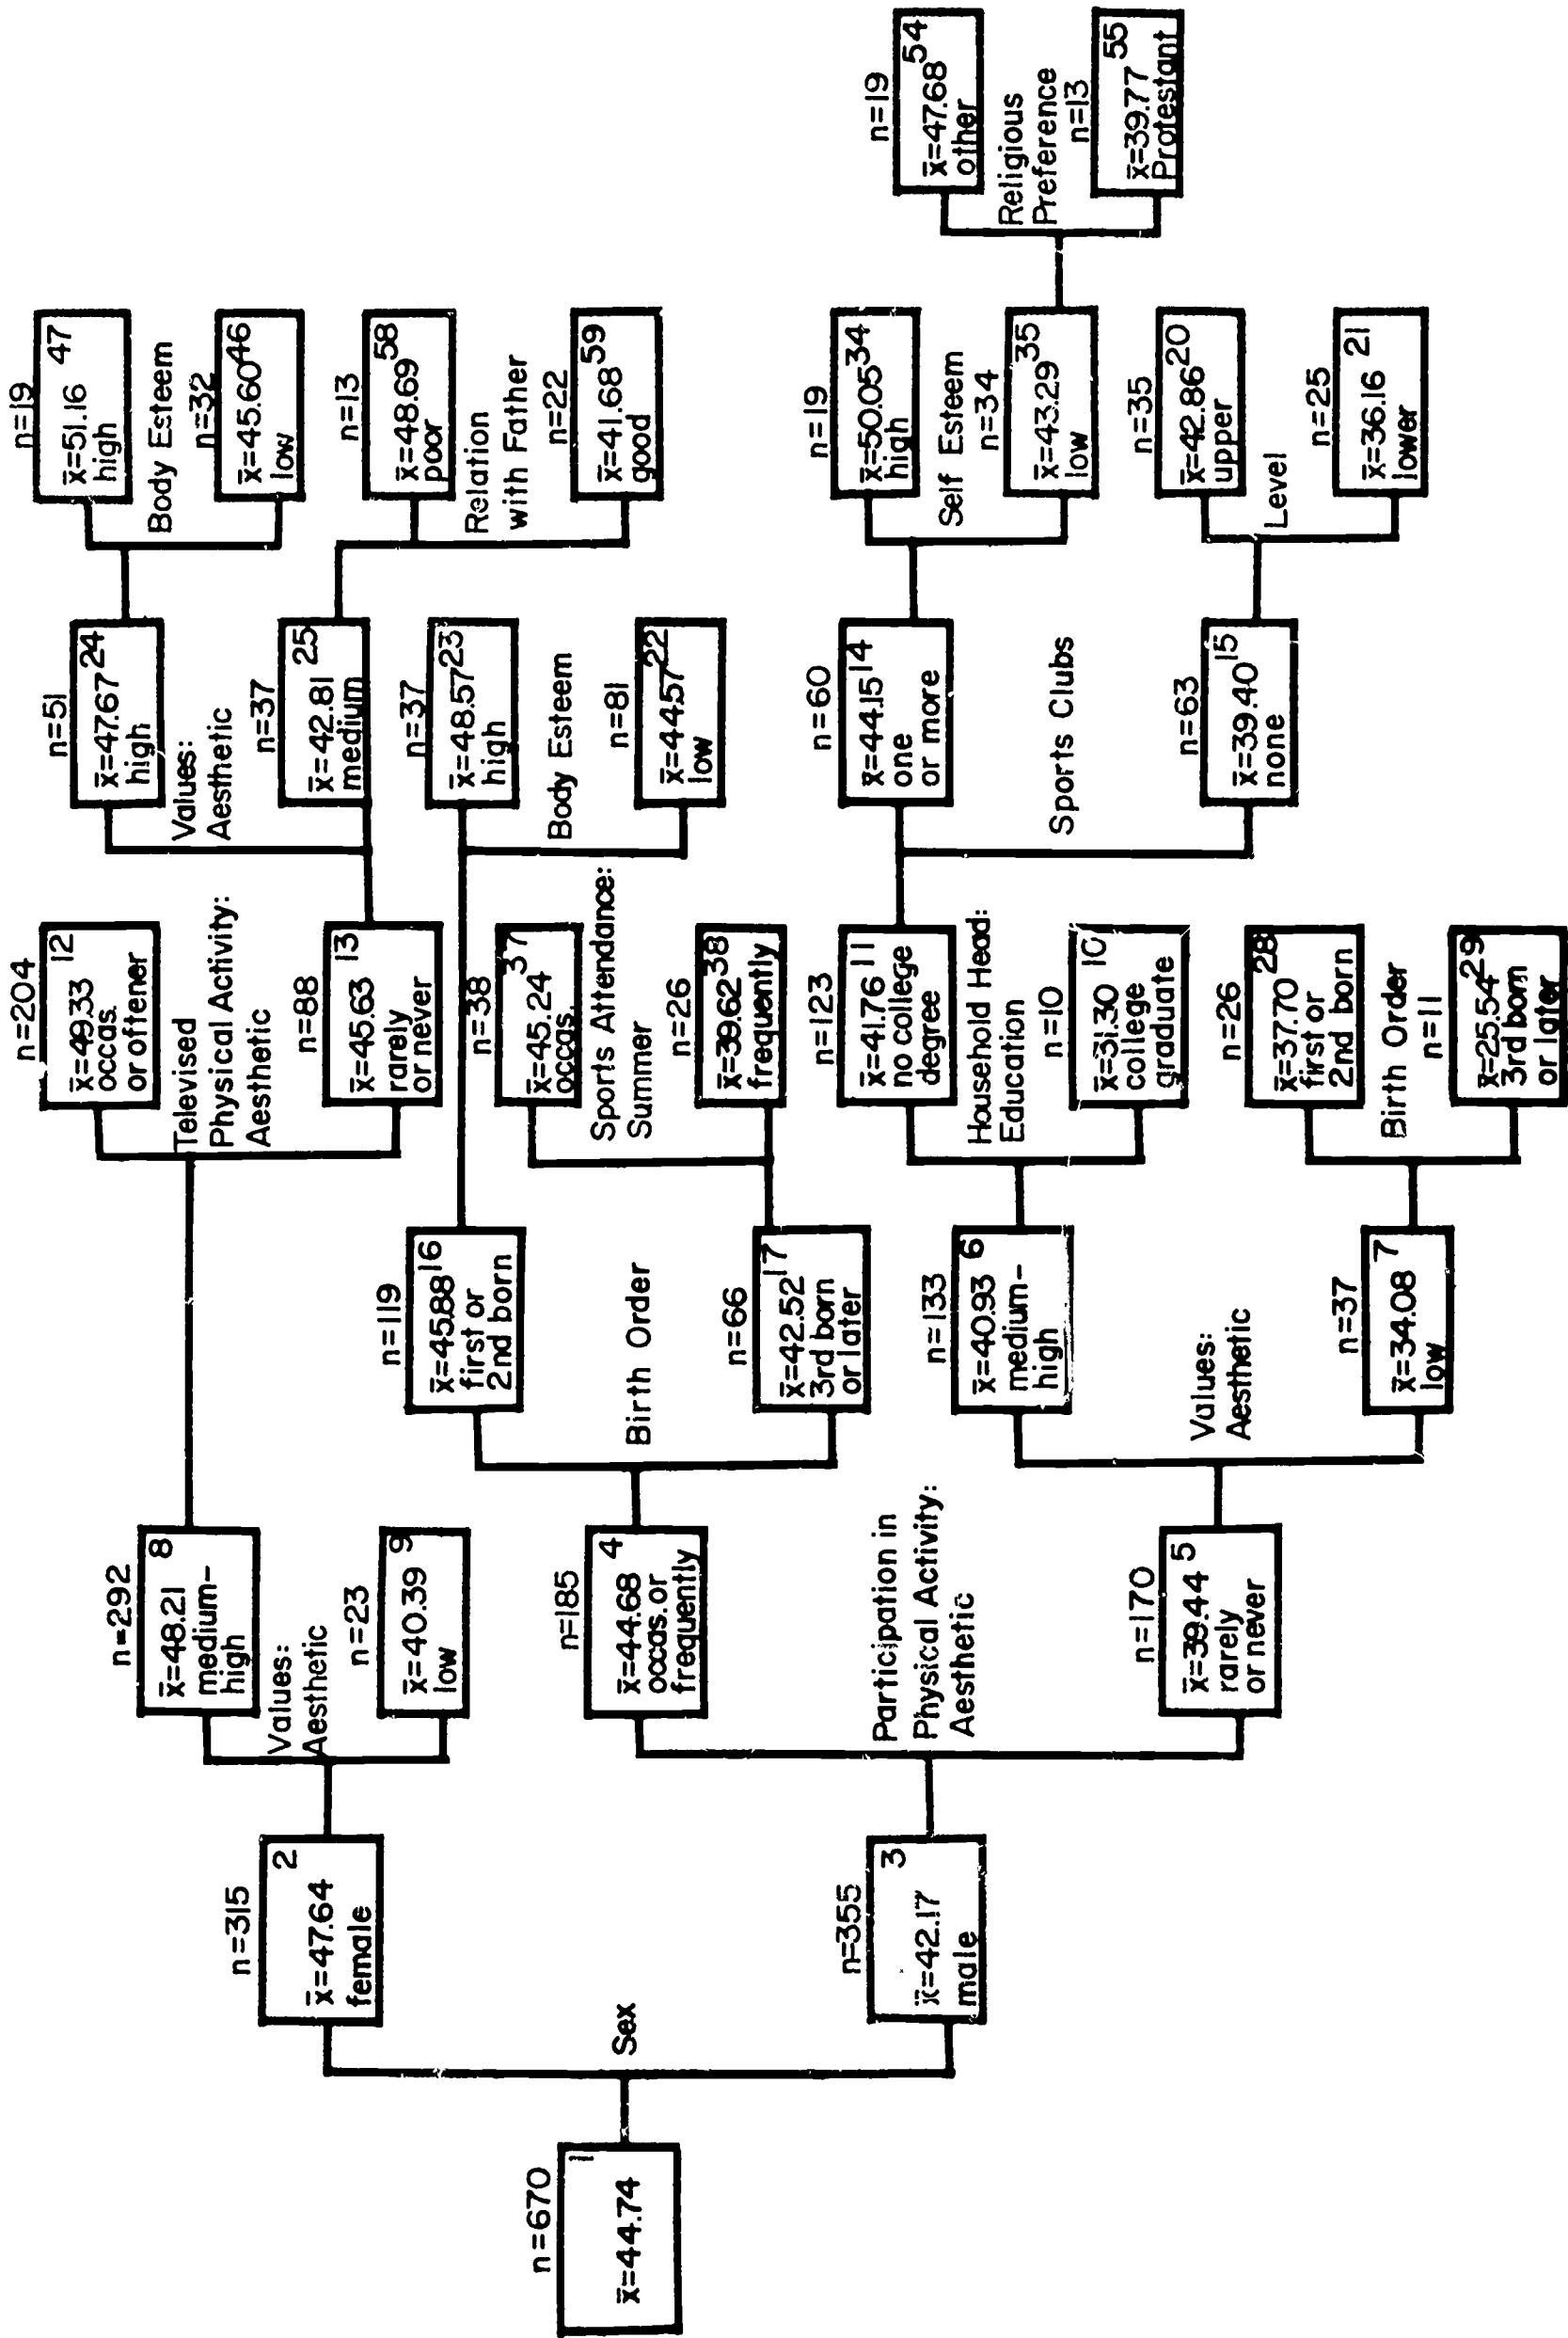 n=670
1
x̄=44.74
Sex
n=315
2
x̄=47.64
female
n=355
3
x̄=42.17
male
Values:
Aesthetic
n=292
8
x̄=48.21
medium-
high
n=23
9
x̄=40.39
low
Participation in
Physical Activity:
Aesthetic
n=185
4
x̄=44.68
occas. or
frequently
n=170
5
x̄=39.44
rarely
or never
Birth Order
n=119
16
x̄=45.88
first or
2nd born
n=66
17
x̄=42.52
3rd born
or later
Values:
Aesthetic
n=133
6
x̄=40.93
medium-
high
n=37
7
x̄=34.08
low
Televised
Physical Activity:
Aesthetic
n=204
12
x̄=49.33
occas.
or oftener
n=88
13
x̄=45.63
rarely
or never
Sports Attendance:
Summer
n=38
37
x̄=45.24
occas.
n=26
38
x̄=39.62
frequently
Household Head:
Education
n=123
11
x̄=41.76
no college
degree
n=10
10
x̄=31.30
college
graduate
Birth Order
n=26
28
x̄=37.70
first or
2nd born
n=11
29
x̄=25.54
3rd born
or later
Values:
Aesthetic
n=51
24
x̄=47.67
high
n=37
25
x̄=42.81
medium
Body Esteem
n=37
23
x̄=48.57
high
n=81
22
x̄=44.57
low
Sports Clubs
n=60
14
x̄=44.15
one
or more
n=63
15
x̄=39.40
none
Body Esteem
n=19
47
x̄=51.16
high
n=32
46
x̄=45.60
low
Relation
with Father
n=13
58
x̄=48.69
poor
n=22
59
x̄=41.68
good
Self Esteem
n=19
34
x̄=50.05
high
n=34
35
x̄=43.29
low
Level
n=35
20
x̄=42.86
upper
n=25
21
x̄=36.16
lower
Religious
Preference
n=19
54
x̄=47.68
other
n=13
55
x̄=39.77
Protestant